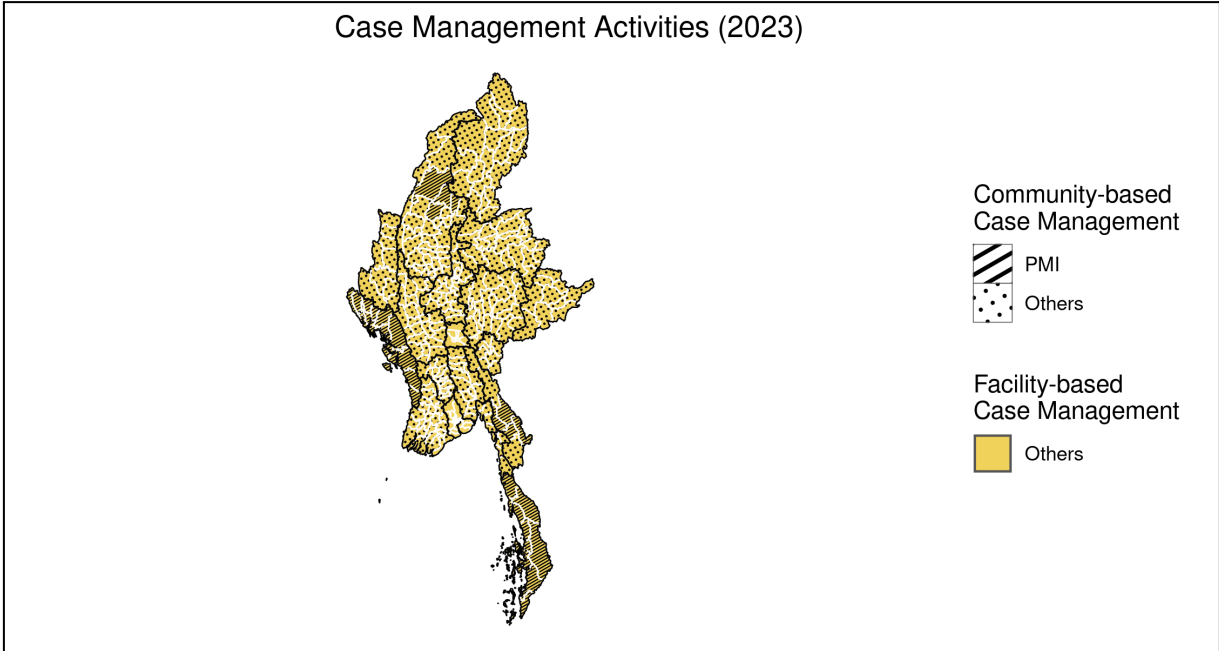 Case Management Activities (2023)
Community-based
Case Management
PMI
Others
Facility-based
Case Management
Others